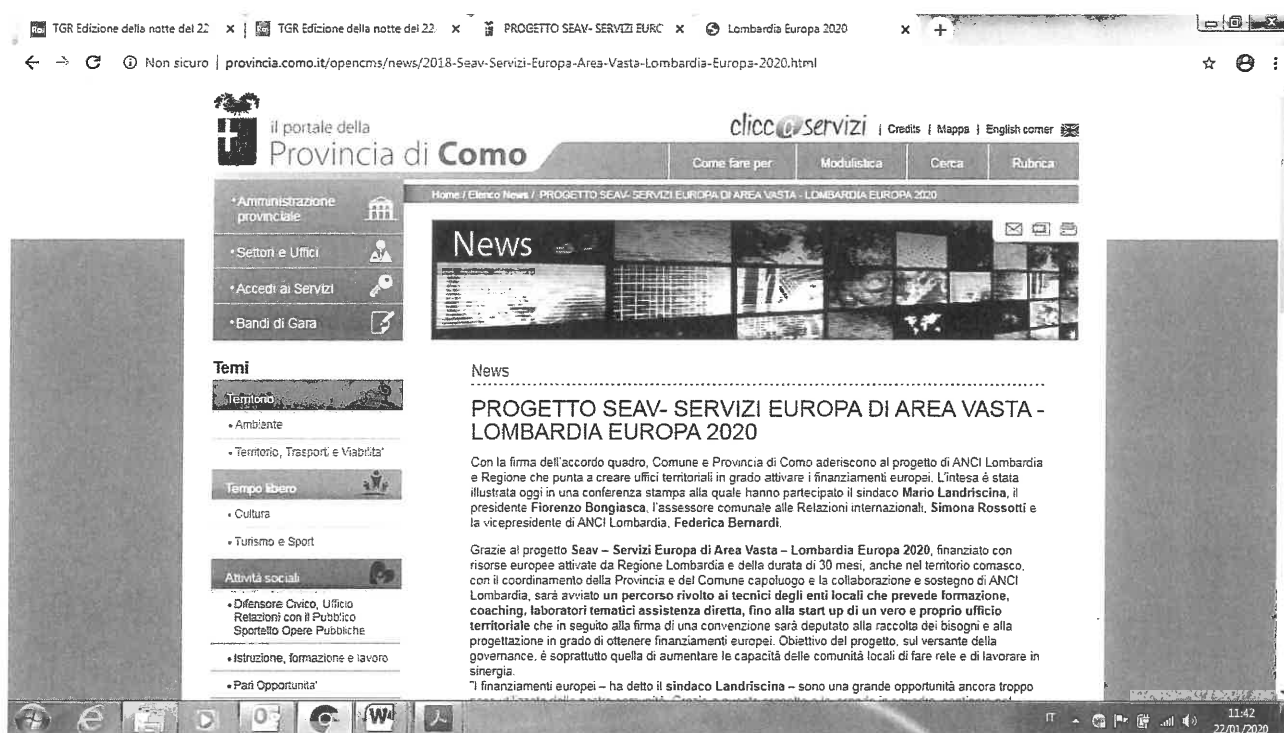 TGR Edizione della notte del 22
TGR Edizione della notte del 22
PROGETTO SEAV- SERVIZI EURC
Lombardia Europa 2020
Non sicuro | provincia.como.it/opencms/news/2018-Seav-Servizi-Europa-Area-Vasta-Lombardia-Europa-2020.html
il portale della
Provincia di Como
clicc@servizi | Credits | Mappa | English corner
Come fare per
Modulistica
Cerca
Rubrica
Home / Elenco News / PROGETTO SEAV- SERVIZI EUROPA DI AREA VASTA - LOMBARDIA EUROPA 2020
•Amministrazione
provinciale
•Settori e Uffici
•Accedi ai Servizi
•Bandi di Gara
News
Temi
Territorio
• Ambiente
• Territorio, Trasporti e Viabilita'
Tempo libero
• Cultura
• Turismo e Sport
Attività sociali
• Difensore Civico, Ufficio
Relazioni con il Pubblico
Sportello Opere Pubbliche
• Istruzione, formazione e lavoro
• Pari Opportunita'
News
PROGETTO SEAV- SERVIZI EUROPA DI AREA VASTA -
LOMBARDIA EUROPA 2020
Con la firma dell'accordo quadro, Comune e Provincia di Como aderiscono al progetto di ANCI Lombardia
e Regione che punta a creare uffici territoriali in grado attivare i finanziamenti europei. L'intesa è stata
illustrata oggi in una conferenza stampa alla quale hanno partecipato il sindaco Mario Landriscina, il
presidente Fiorenzo Bongiasca, l'assessore comunale alle Relazioni internazionali, Simona Rossotti e
la vicepresidente di ANCI Lombardia, Federica Bernardi.
Grazie al progetto Seav – Servizi Europa di Area Vasta – Lombardia Europa 2020, finanziato con
risorse europee attivate da Regione Lombardia e della durata di 30 mesi, anche nel territorio comasco,
con il coordinamento della Provincia e del Comune capoluogo e la collaborazione e sostegno di ANCI
Lombardia, sarà avviato un percorso rivolto ai tecnici degli enti locali che prevede formazione,
coaching, laboratori tematici assistenza diretta, fino alla start up di un vero e proprio ufficio
territoriale che in seguito alla firma di una convenzione sarà deputato alla raccolta dei bisogni e alla
progettazione in grado di ottenere finanziamenti europei. Obiettivo del progetto, sul versante della
governance, è soprattutto quella di aumentare le capacità delle comunità locali di fare rete e di lavorare in
sinergia.
"I finanziamenti europei – ha detto il sindaco Landriscina – sono una grande opportunità ancora troppo
IT
11:42
22/01/2020